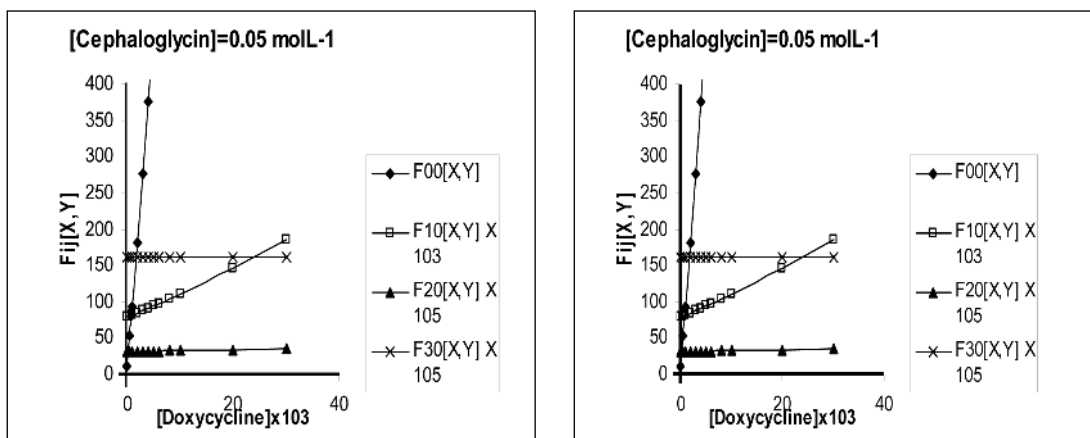 [Cephaloglycin]=0.05 molL-1
400
350
300
250
200
150
100
50
0
Fij[X,Y]
0
20
40
[Doxycycline]x103
F00[X,Y]
F10[X,Y] X
103
F20[X,Y] X
105
F30[X,Y] X
105
[Cephaloglycin]=0.05 molL-1
400
350
300
250
200
150
100
50
0
Fij[X,Y]
0
20
40
[Doxycycline]x103
F00[X,Y]
F10[X,Y] X
103
F20[X,Y] X
105
F30[X,Y] X
105